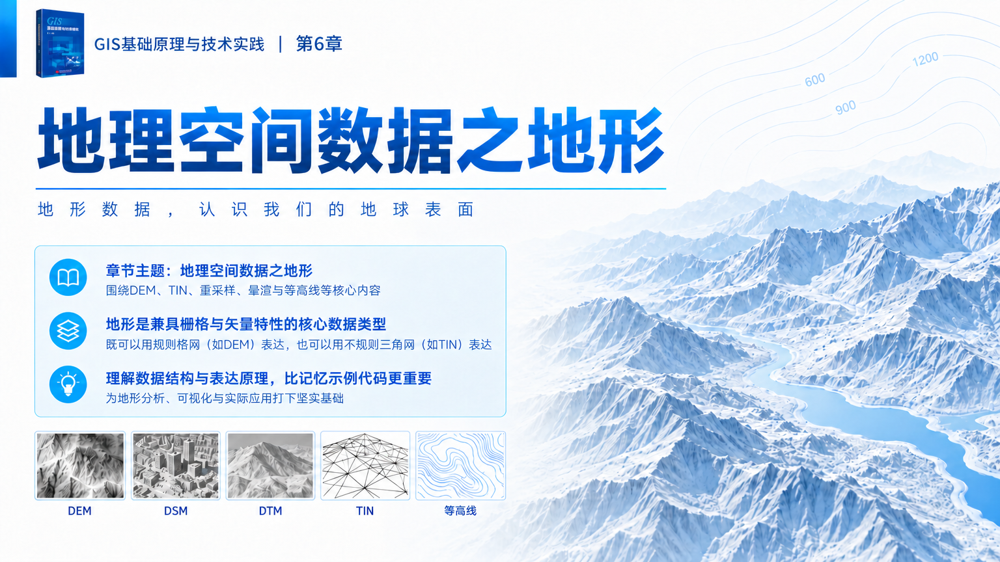 GIS
GIS基础原理与技术实践 | 第6章
600
1200
900
地理空间数据之地形
地形数据，认识我们的地球表面
章节主题：地理空间数据之地形
围绕DEM、TIN、重采样、晕渲与等高线等核心内容
地形是兼具栅格与矢量特性的核心数据类型
既可以用规则格网（如DEM）表达，也可以用不规则三角网（如TIN）表达
理解数据结构与表达原理，比记忆示例代码更重要
为地形分析、可视化与实际应用打下坚实基础
DEM
DSM
DTM
TIN
等高线